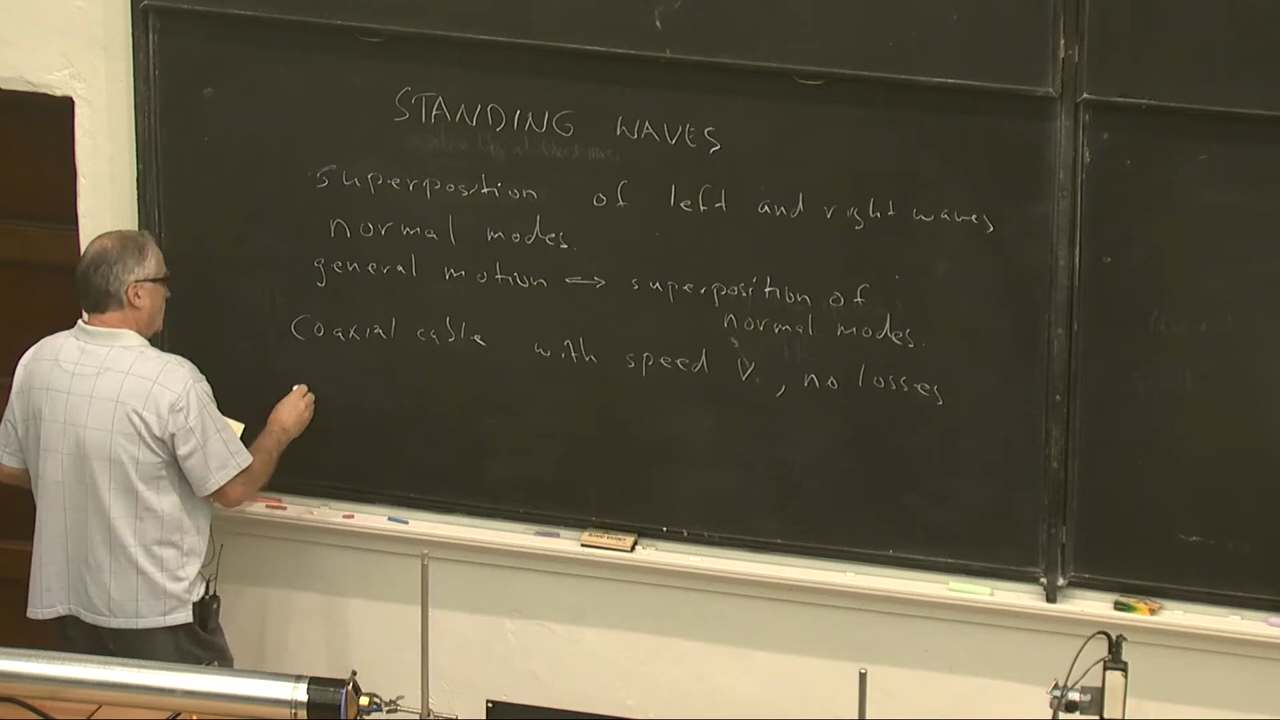 STANDING WAVES
superposition of left and right waves
normal modes.
general motion ↔ superposition of
normal modes.
Coaxial cable with speed V, no losses